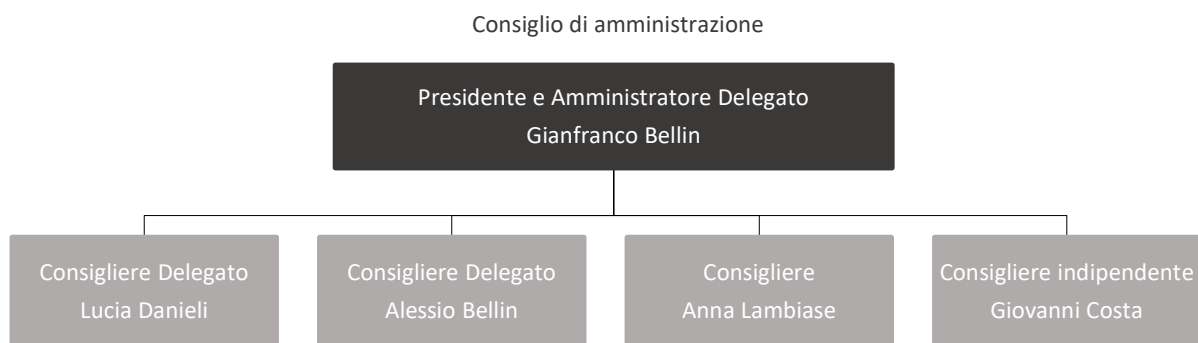 Consiglio di amministrazione
Presidente e Amministratore Delegato
Gianfranco Bellin
Consigliere Delegato
Lucia Danieli
Consigliere Delegato
Alessio Bellin
Consigliere
Anna Lambiase
Consigliere indipendente
Giovanni Costa